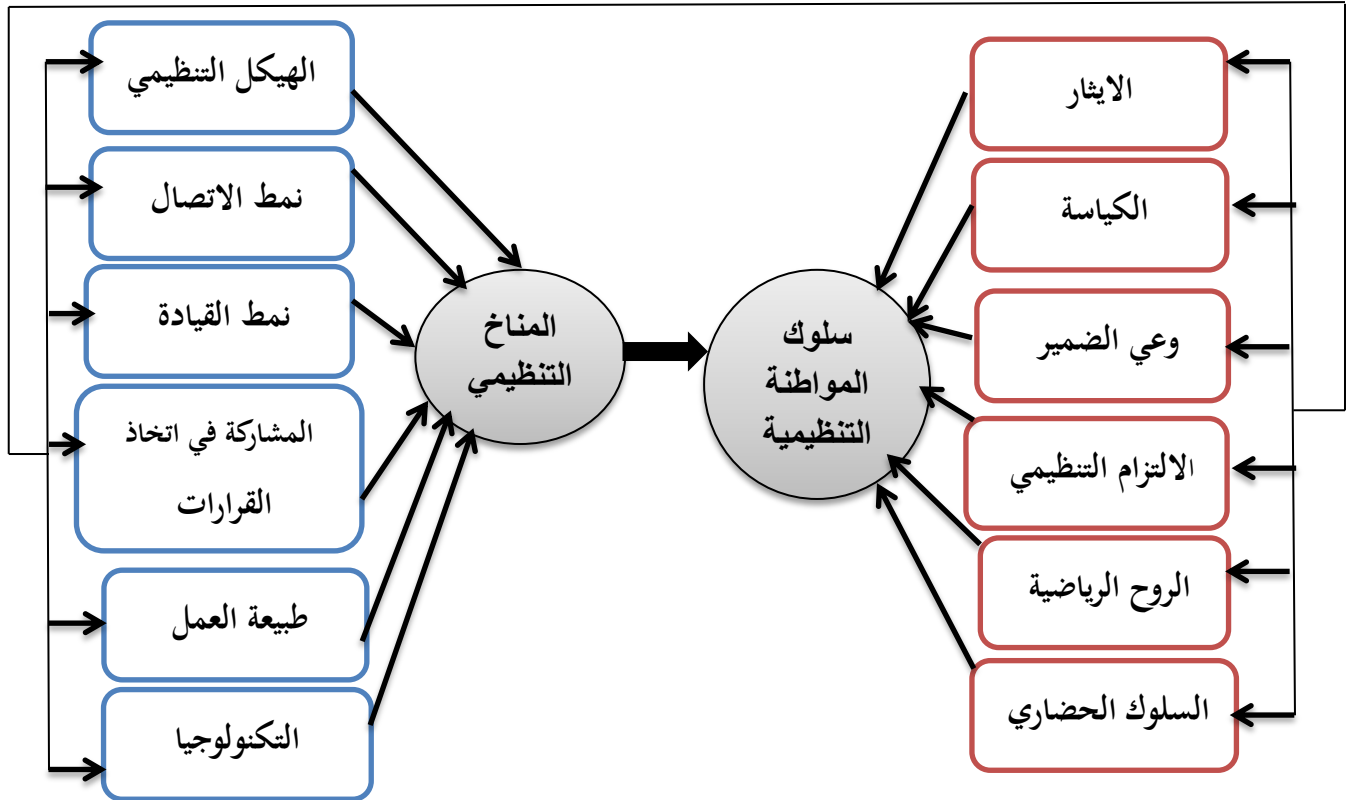 الهيكل التنظيمي
نمط الاتصال
نمط القيادة
المشاركة في اتخاذ
القرارات
طبيعة العمل
التكنولوجيا
المناخ
التنظيمي
سلوك
المواطنة
التنظيمية
الايثار
الكياسة
وعي الضمير
الالتزام التنظيمي
الروح الرياضية
السلوك الحضاري